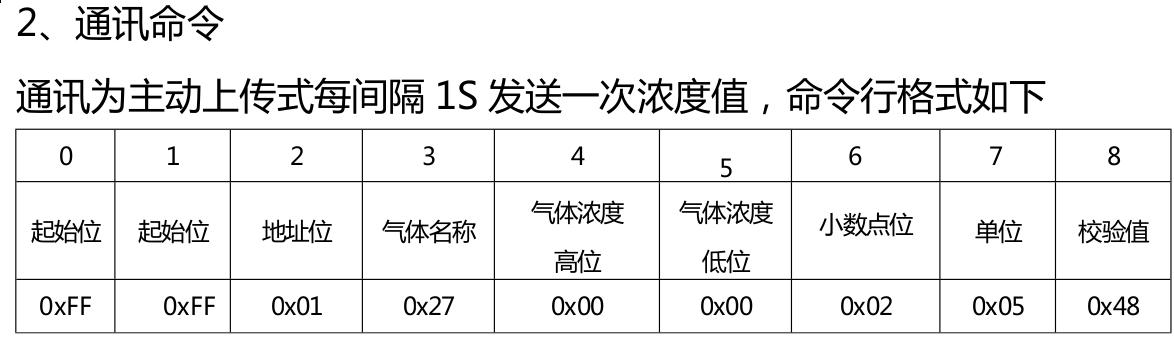 2、通讯命令
通讯为主动上传式每间隔 1S 发送一次浓度值，命令行格式如下
0 1 2 3 4 5 6 7 8
起始位 起始位 地址位 气体名称 气体浓度高位 气体浓度低位 小数点位 单位 校验值
0xFF 0xFF 0x01 0x27 0x00 0x00 0x02 0x05 0x48